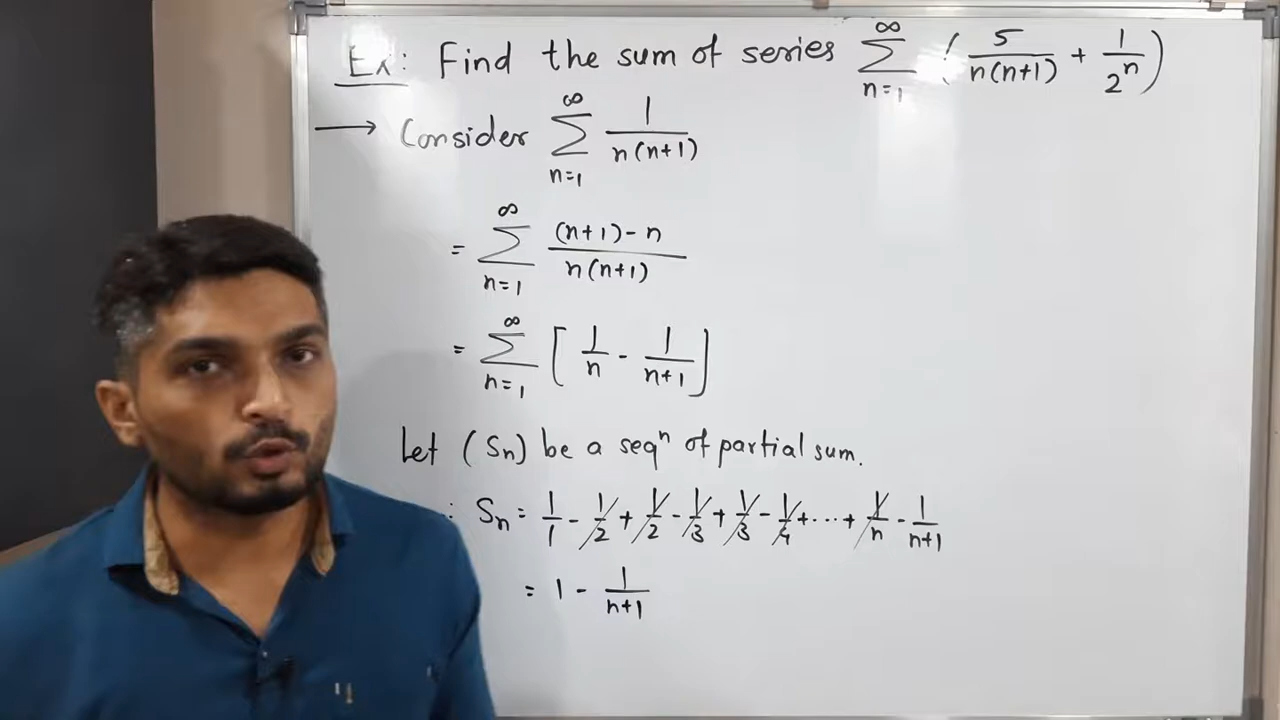 Ex: Find the sum of series ∞∑n=1 ( 5/n(n+1) + 1/2^n )
→ Consider ∞∑n=1 1/n(n+1)
= ∞∑n=1 (n+1)-n/n(n+1)
= ∞∑n=1 [ 1/n - 1/n+1 ]
Let (Sn) be a seqⁿ of partial sum.
∴ Sn = 1/1 - 1/2 + 1/2 - 1/3 + 1/3 - 1/4 + ... + 1/n - 1/n+1
= 1 - 1/n+1